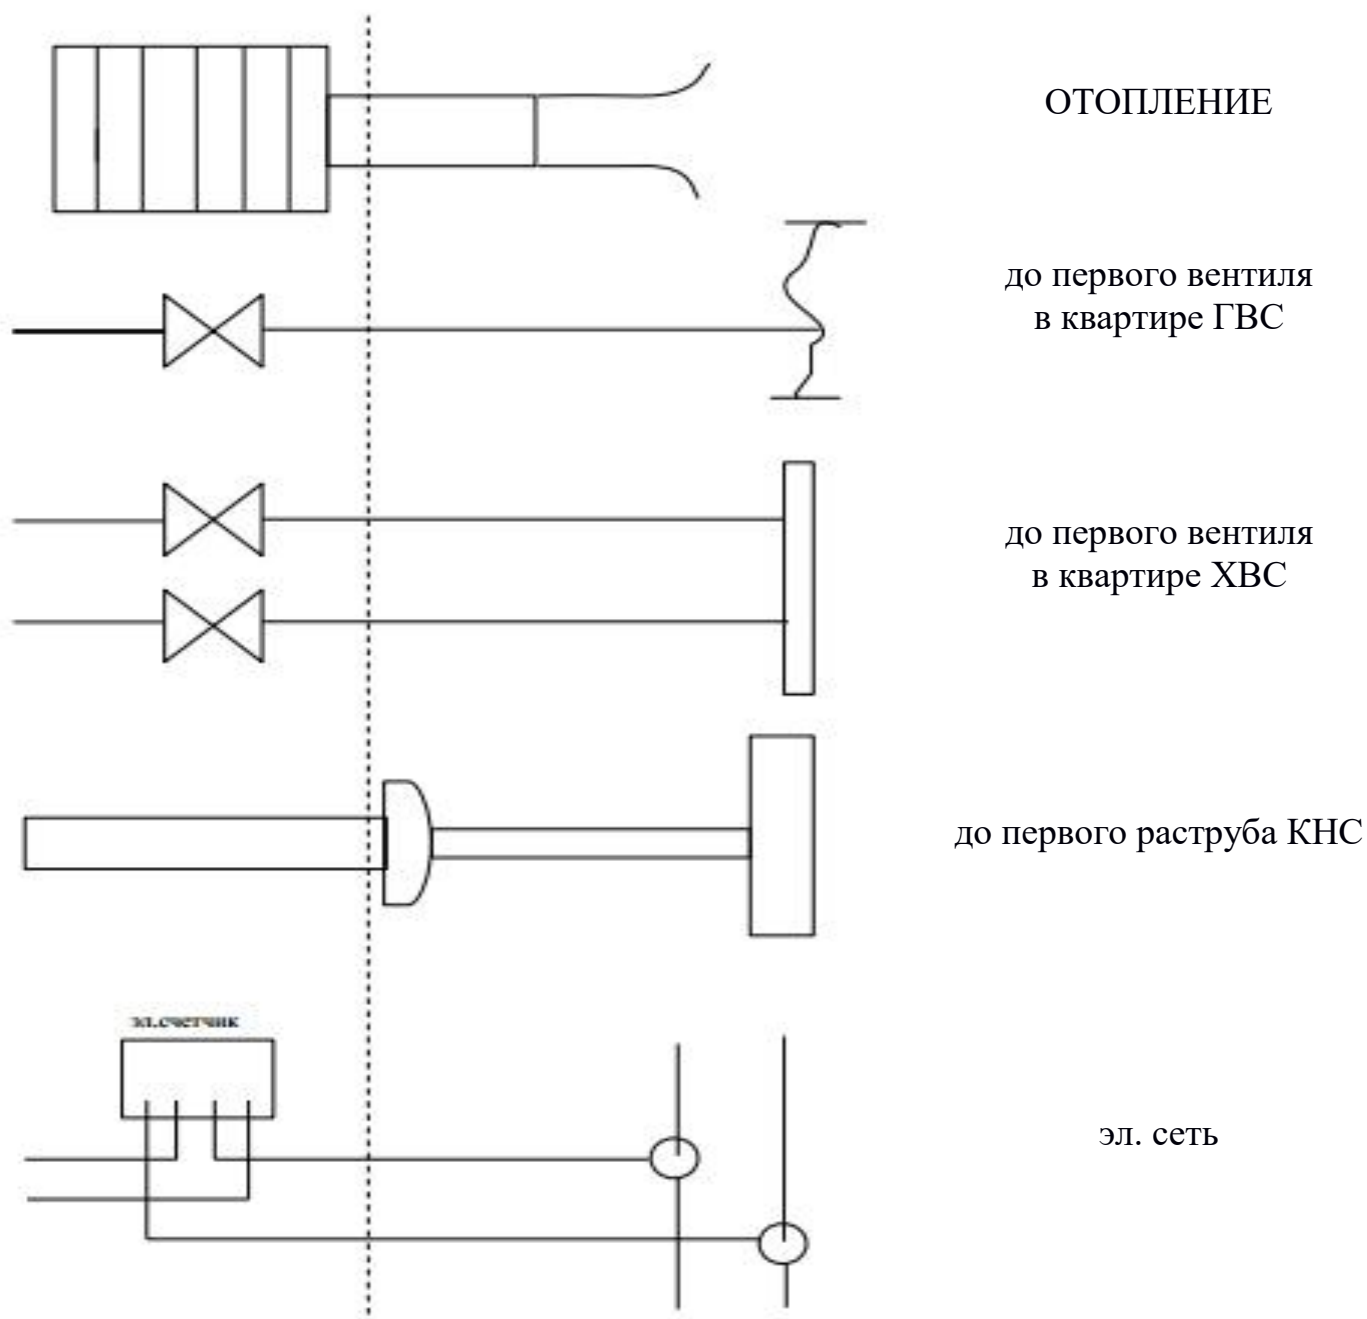 ОТОПЛЕНИЕ
до первого вентиля
в квартире ГВС
до первого вентиля
в квартире ХВС
до первого раструба КНС
эл.счетчик
эл. сеть